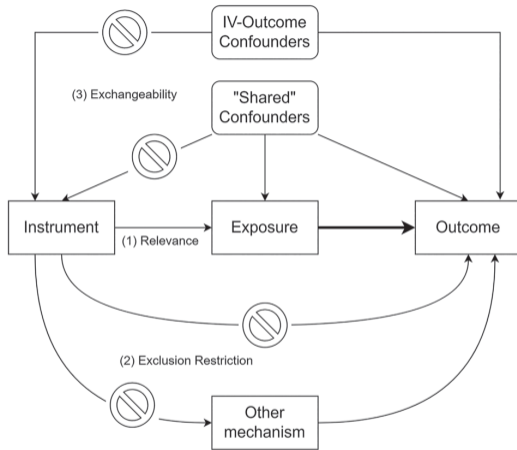 IV-Outcome
Confounders
(3) Exchangeability
"Shared"
Confounders
Instrument
(1) Relevance
Exposure
Outcome
(2) Exclusion Restriction
Other
mechanism